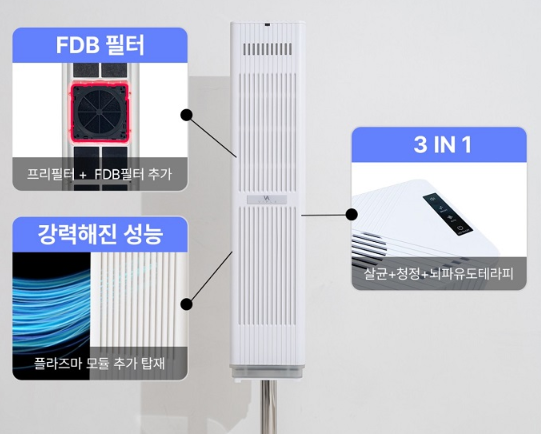 FDB 필터
프리필터 + FDB필터 추가
강력해진 성능
플라즈마 모듈 추가 탑재
3 IN 1
살균+청정+뇌파유도테라피